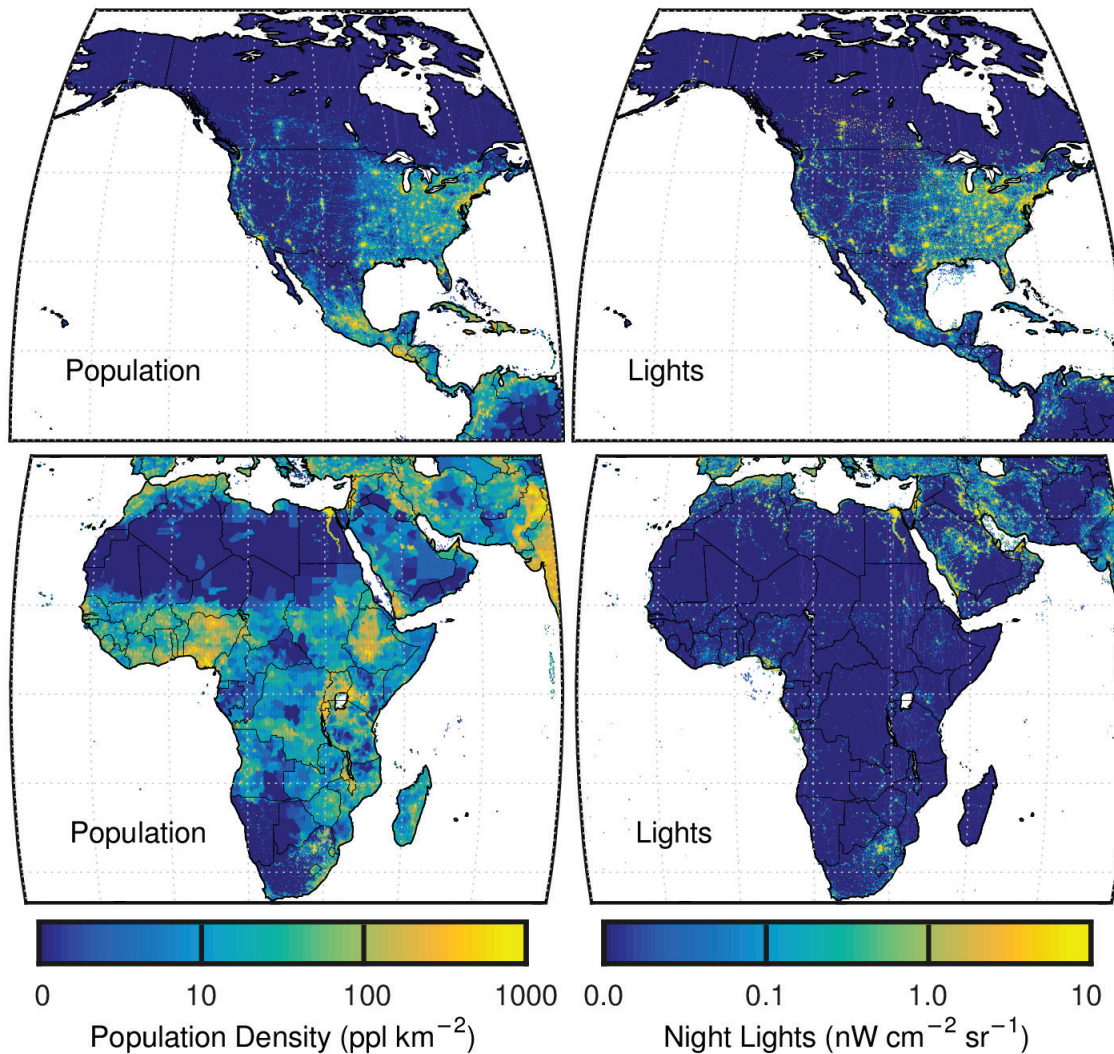 Population
Lights
Population
Lights
0 10 100 1000
Population Density (ppl km⁻²)
0.0 0.1 1.0 10
Night Lights (nW cm⁻² sr⁻¹)